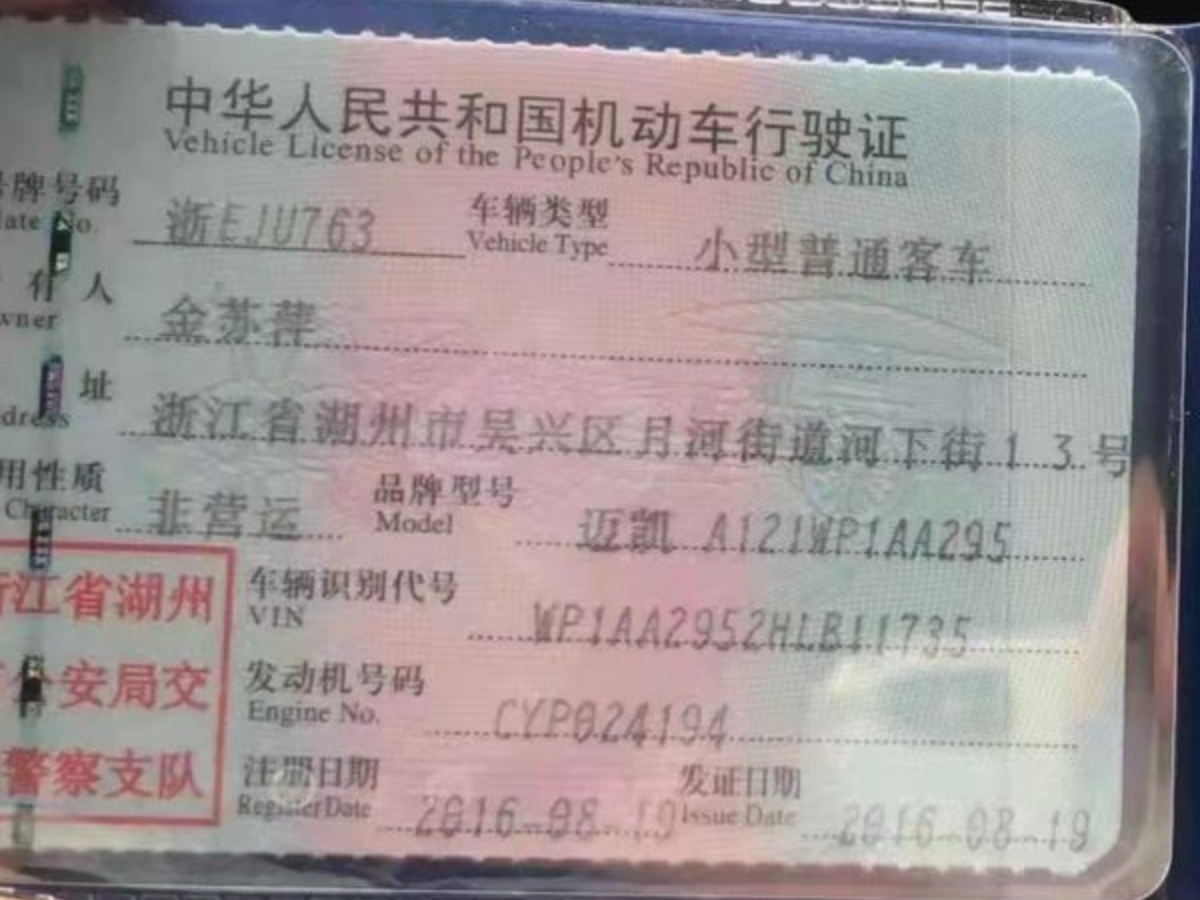 中华人民共和国机动车行驶证
Vehicle License of the People's Republic of China
号牌号码 浙EJU763 车辆类型 小型普通客车
late No. Vehicle Type
有人 金苏萍
wner
址 浙江省湖州市吴兴区月河街道河下街13号
dress
用性质 非营运 品牌型号 迈凯 A121WP1AA295
Character Model
浙江省湖州
公安局交
警察支队
车辆识别代号 WP1AA2952HLB11735
VIN
发动机号码 CYP024194
Engine No.
注册日期 2016-08-19 发证日期 2016-08-19
Register Date Issue Date